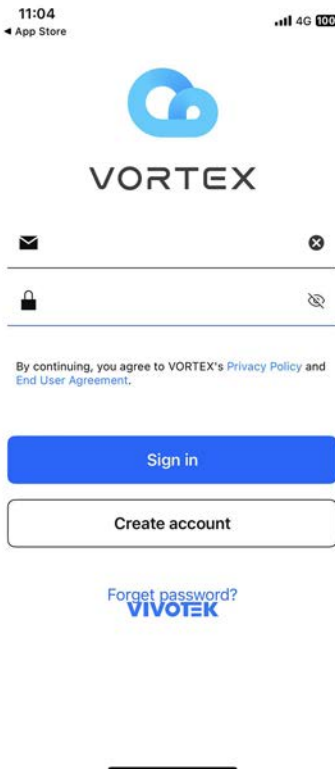 11:04
4G 100
◀ App Store
VORTEX
By continuing, you agree to VORTEX's Privacy Policy and
End User Agreement.
Sign in
Create account
Forget password?
VIVOTEK